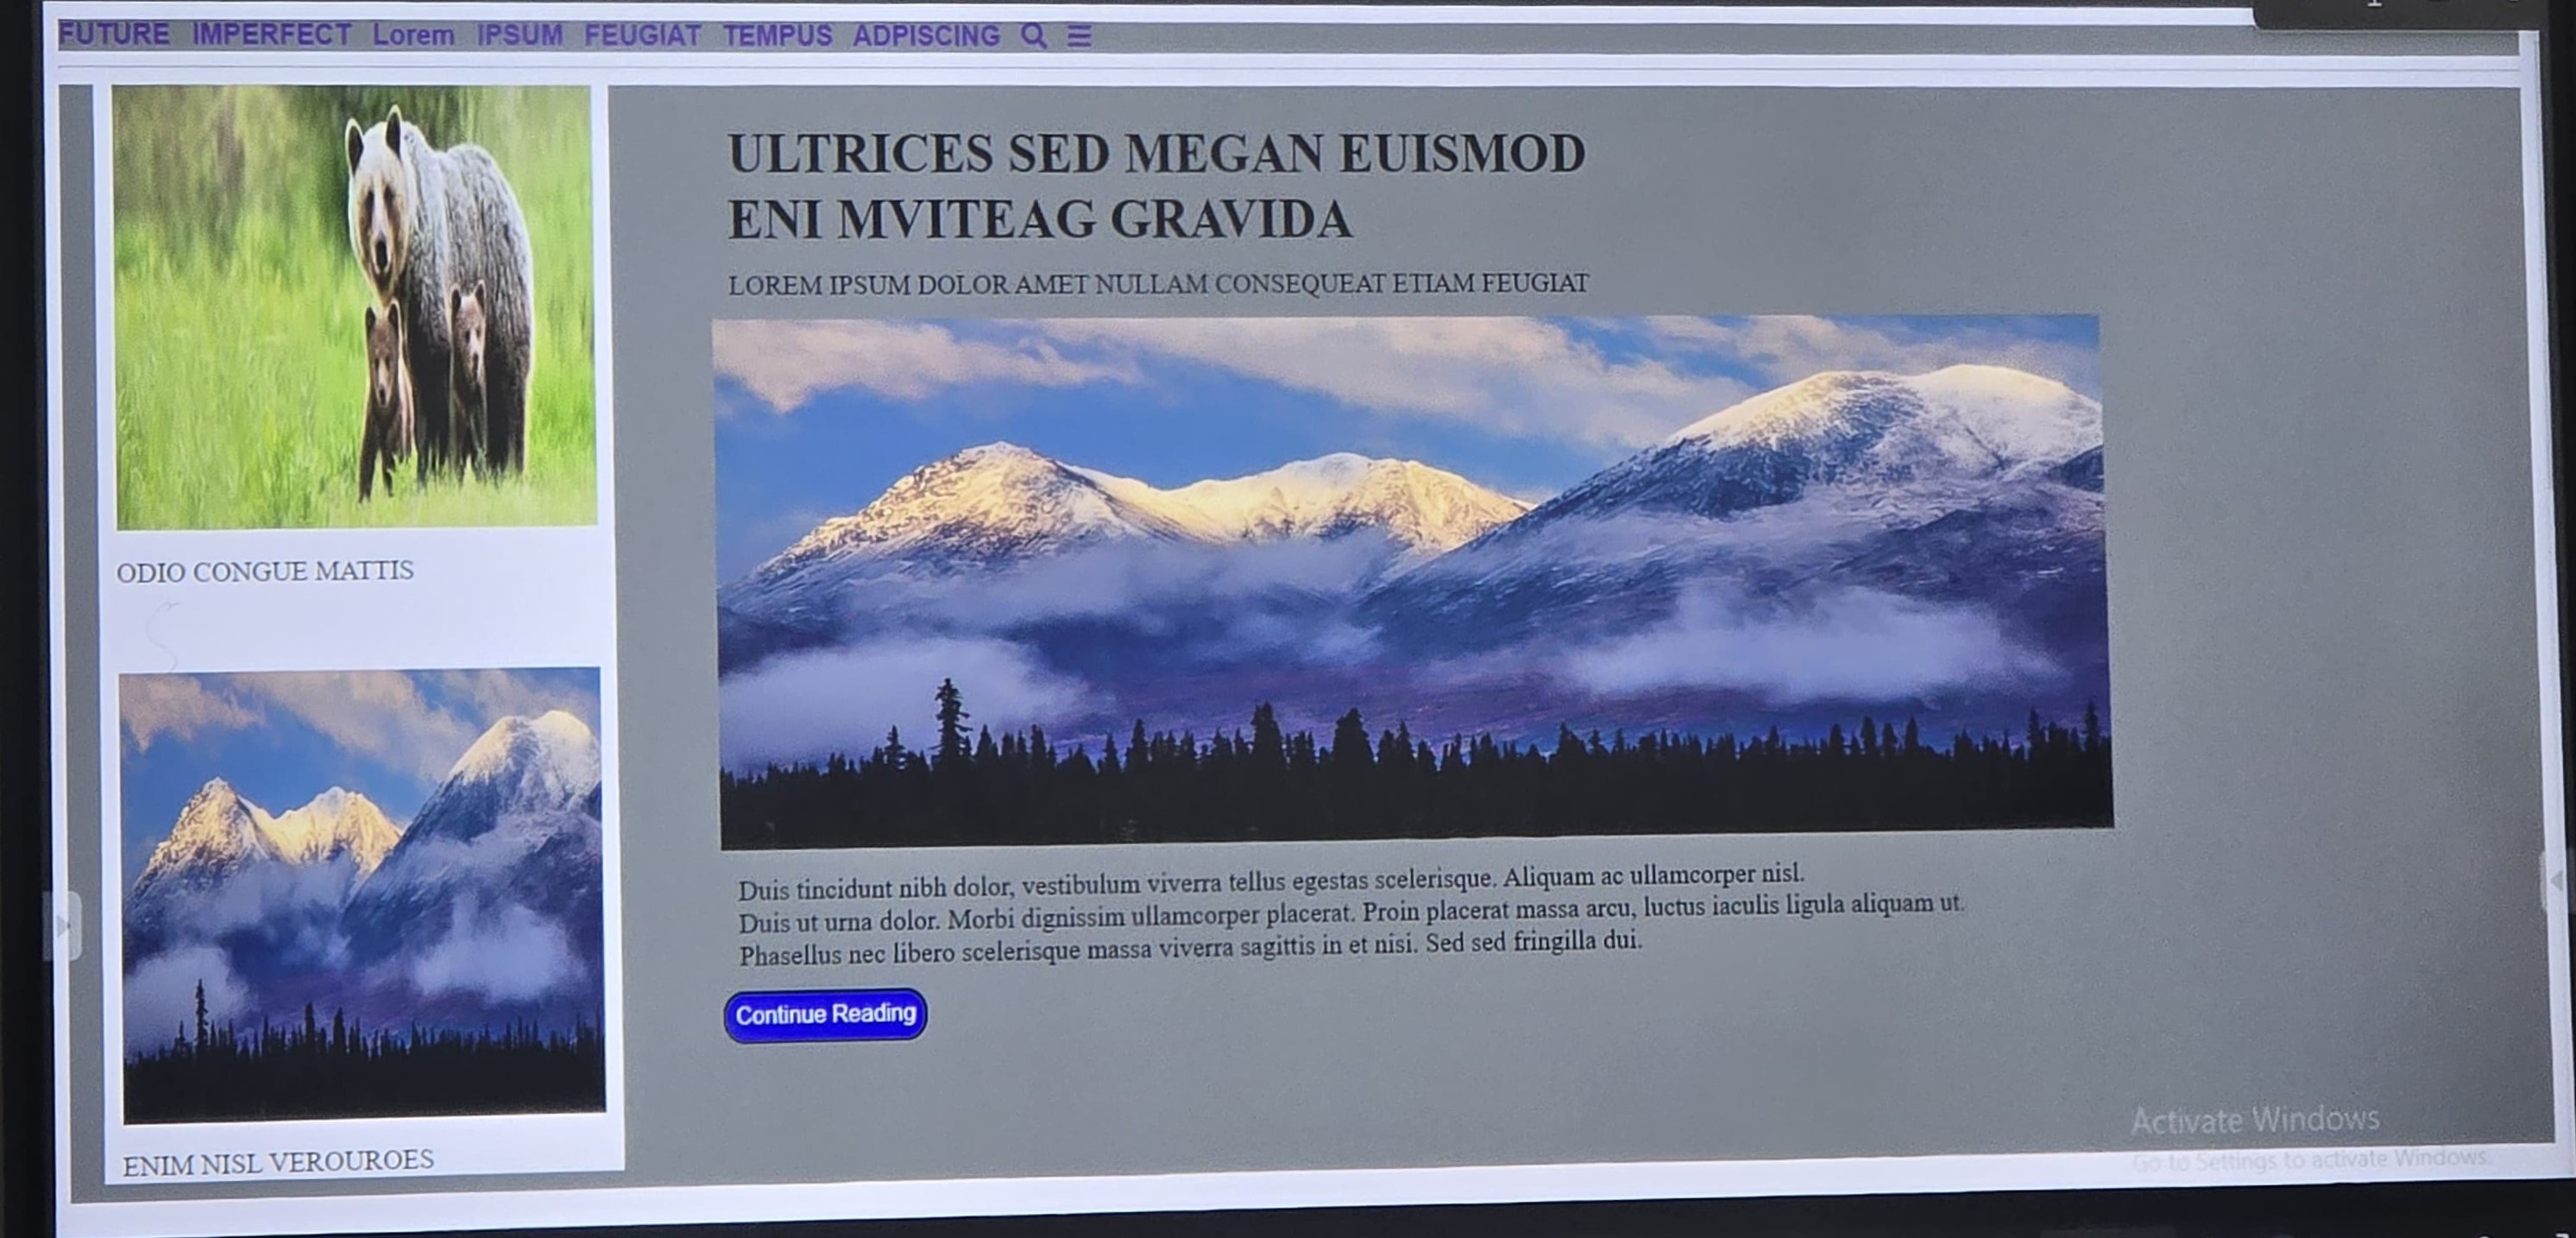 FUTURE IMPERFECT Lorem IPSUM FEUGIAT TEMPUS ADPISCING
ODIO CONGUE MATTIS
ENIM NISL VEROUROES
ULTRICES SED MEGAN EUISMOD
ENI MVITEAG GRAVIDA
LOREM IPSUM DOLOR AMET NULLAM CONSEQUEAT ETIAM FEUGIAT
Duis tincidunt nibh dolor, vestibulum viverra tellus egestas scelerisque. Aliquam ac ullamcorper nisl.
Duis ut urna dolor. Morbi dignissim ullamcorper placerat. Proin placerat massa arcu, luctus iaculis ligula aliquam ut.
Phasellus nec libero scelerisque massa viverra sagittis in et nisi. Sed sed fringilla dui.
Continue Reading
Activate Windows
Go to Settings to activate Windows.